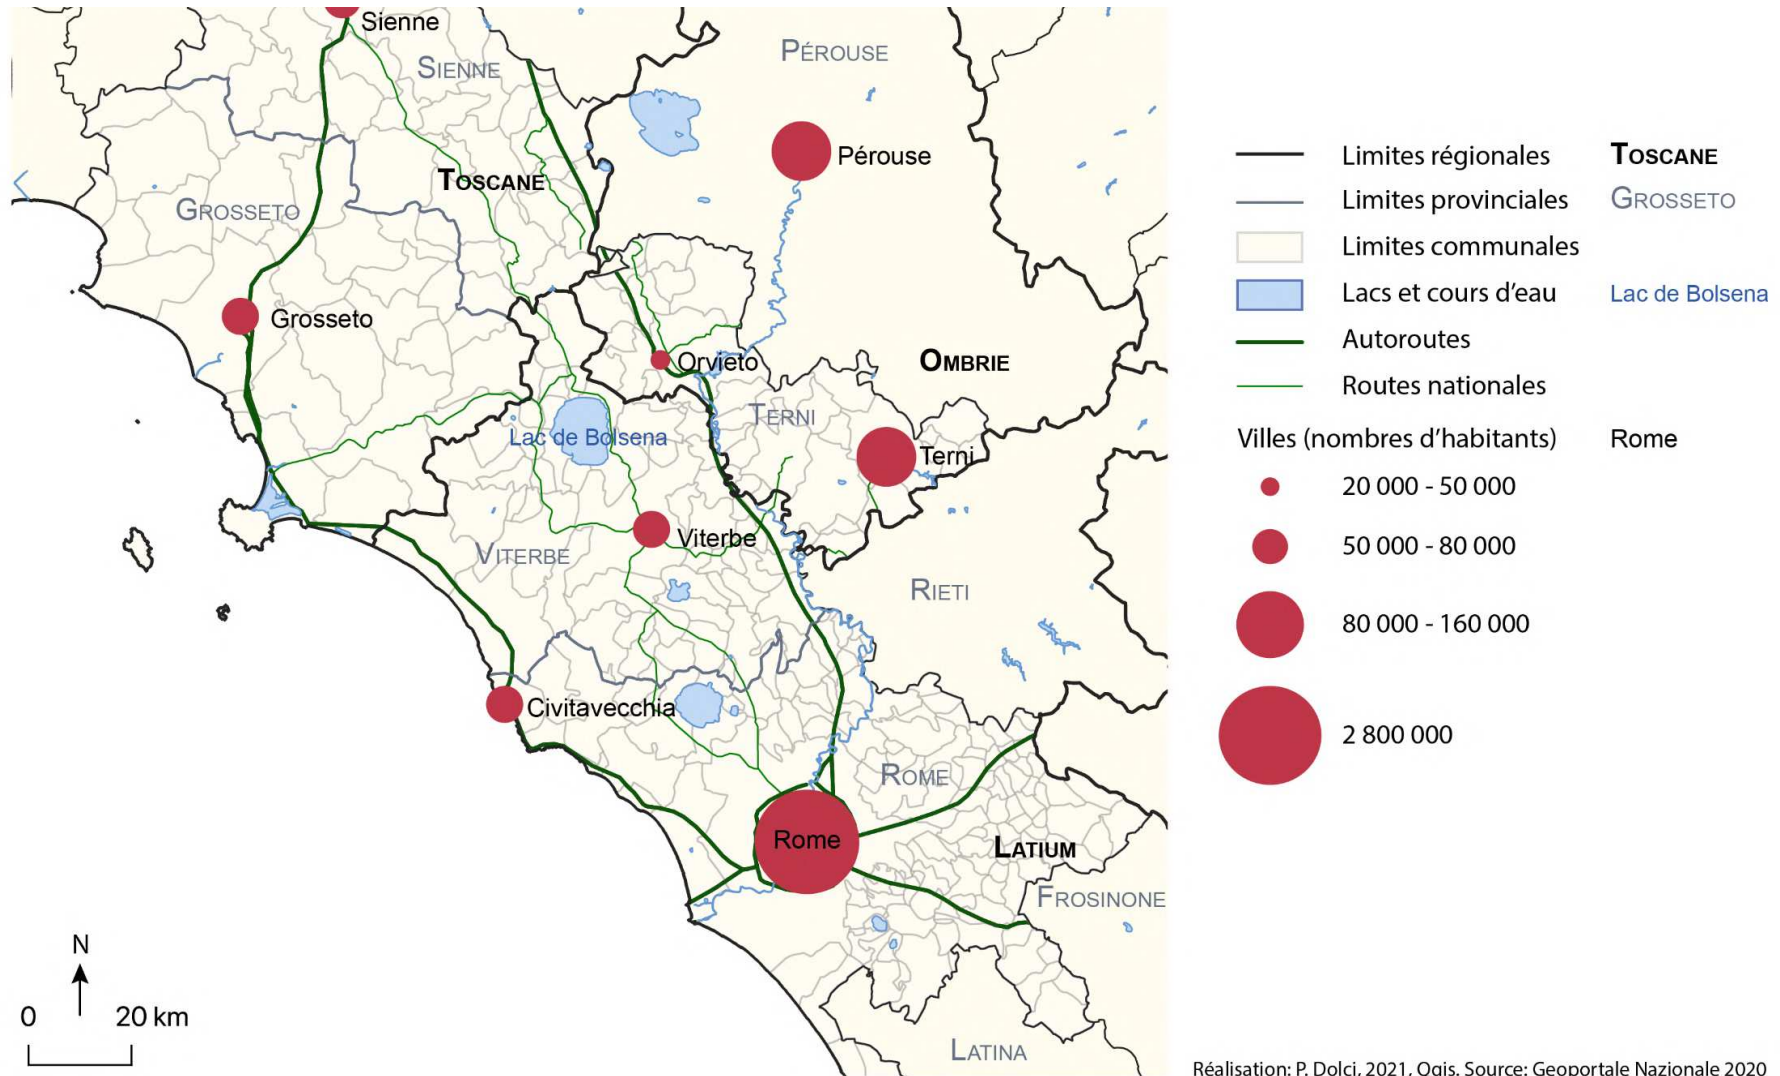 Sienne
SIENNE
PÉROUSE
Pérouse
TOSCANE
GROSSETO
Grosseto
Orvieto
OMBRIE
TERNI
Lac de Bolsena
Terni
Viterbe
VITERBE
RIETI
Civitavecchia
ROME
Rome
LATIUM
FROSINONE
LATINA
N
0 20 km
Limites régionales TOSCANE
Limites provinciales GROSSETO
Limites communales
Lacs et cours d'eau Lac de Bolsena
Autoroutes
Routes nationales
Villes (nombres d'habitants) Rome
20 000 - 50 000
50 000 - 80 000
80 000 - 160 000
2 800 000
Réalisation: P. Dolci, 2021, Qgis. Source: Geoportale Nazionale 2020